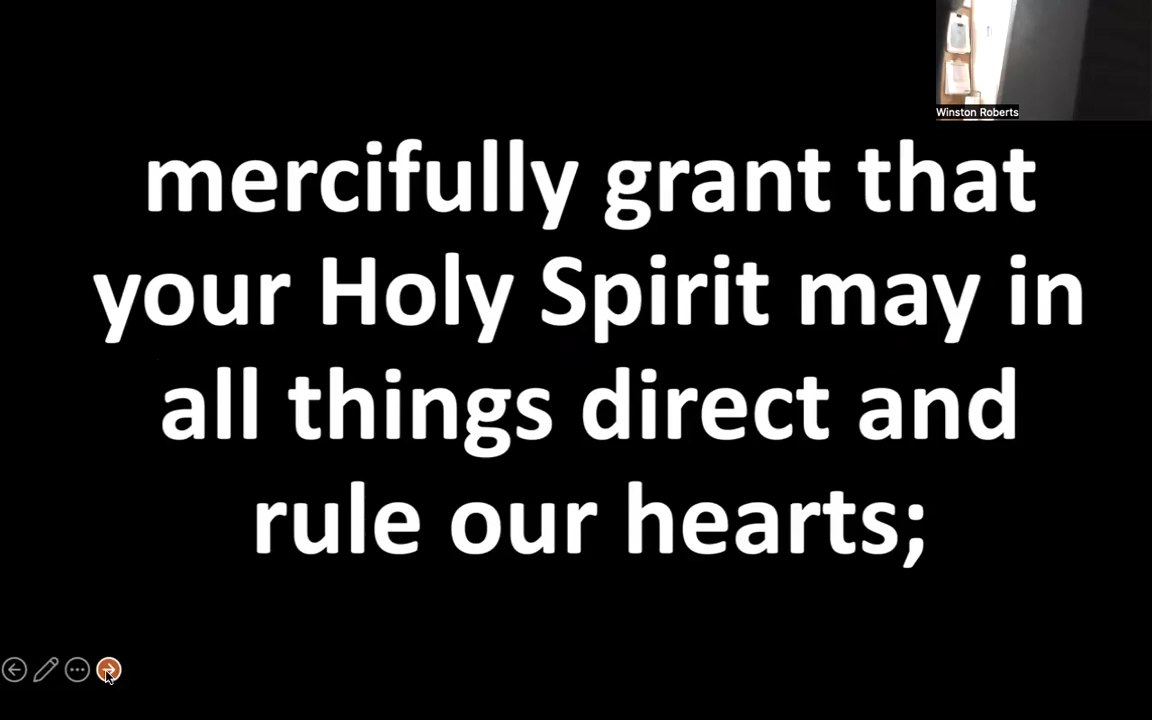 Winston Roberts
mercifully grant that
your Holy Spirit may in
all things direct and
rule our hearts;